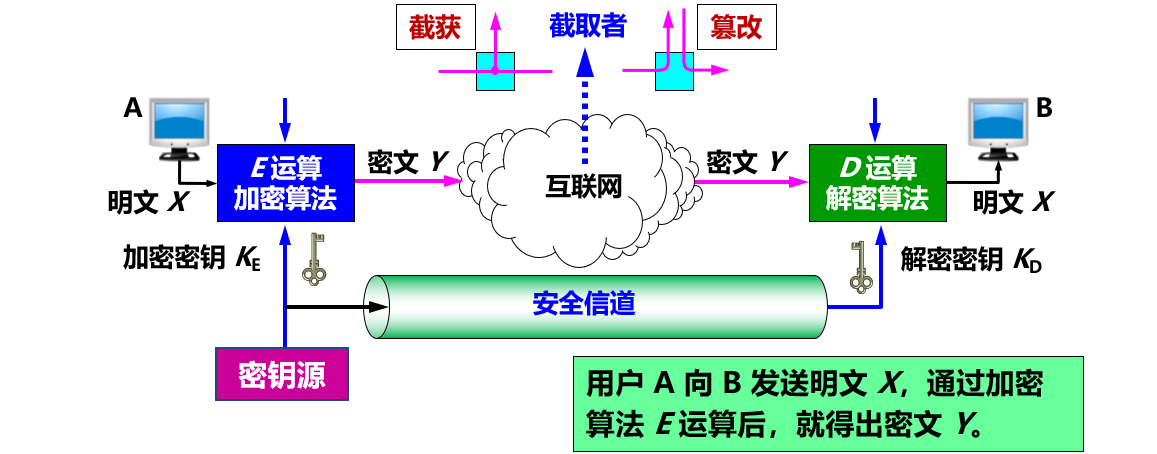 截获
截取者
篡改
A
B
E 运算
加密算法
密文 Y
互联网
密文 Y
D 运算
解密算法
明文 X
明文 X
加密密钥 KE
解密密钥 KD
安全信道
密钥源
用户 A 向 B 发送明文 X，通过加密
算法 E 运算后，就得出密文 Y。